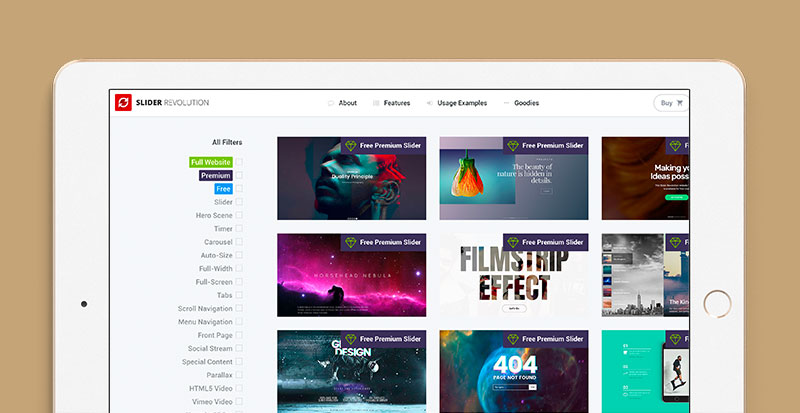 SLIDER REVOLUTION
About
Features
Usage Examples
Goodies
Buy
All Filters
Full Website
Premium
Free
Slider
Hero Scene
Timer
Carousel
Auto-Size
Full-Width
Full-Screen
Tabs
Scroll Navigation
Menu Navigation
Front Page
Social Stream
Special Content
Parallax
HTML5 Video
Vimeo Video
Free Premium Slider
Duality Principle
Free Premium Slider
The beauty of
nature is hidden in
details.
Making yo
Ideas poss
Free Premium Slider
HORSEHEAD NEBULA
Free Premium Slider
FILMSTRIP
EFFECT
The Kin
Free Premium Slider
DESIGN
Free Premium Slider
404
PAGE NOT FOUND